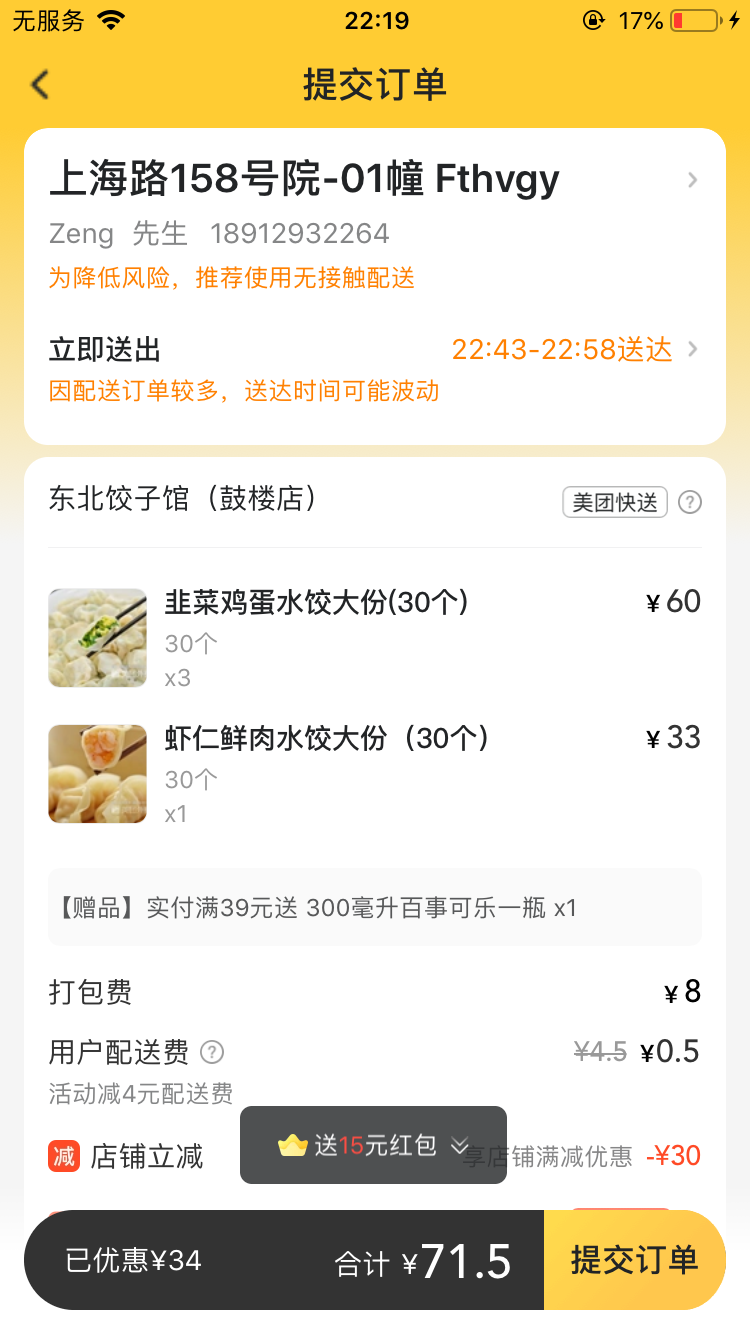 无服务 22:19 17%
提交订单
上海路158号院-01幢 Fthvgy
Zeng 先生 18912932264
为降低风险，推荐使用无接触配送
立即送出 22:43-22:58送达
因配送订单较多，送达时间可能波动
东北饺子馆（鼓楼店） 美团快送 ?
韭菜鸡蛋水饺大份(30个) ¥60
30个
x3
虾仁鲜肉水饺大份（30个） ¥33
30个
x1
【赠品】实付满39元送 300毫升百事可乐一瓶 x1
打包费 ¥8
用户配送费 ? ¥4.5 ¥0.5
活动减4元配送费
送15元红包
减 店铺立减 享店铺满减优惠 -¥30
已优惠¥34 合计 ¥71.5 提交订单